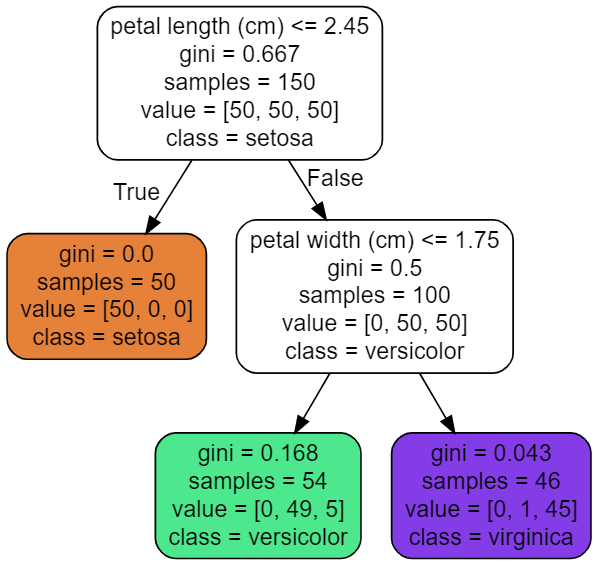 petal length (cm) <= 2.45
gini = 0.667
samples = 150
value = [50, 50, 50]
class = setosa
True
False
gini = 0.0
samples = 50
value = [50, 0, 0]
class = setosa
petal width (cm) <= 1.75
gini = 0.5
samples = 100
value = [0, 50, 50]
class = versicolor
gini = 0.168
samples = 54
value = [0, 49, 5]
class = versicolor
gini = 0.043
samples = 46
value = [0, 1, 45]
class = virginica